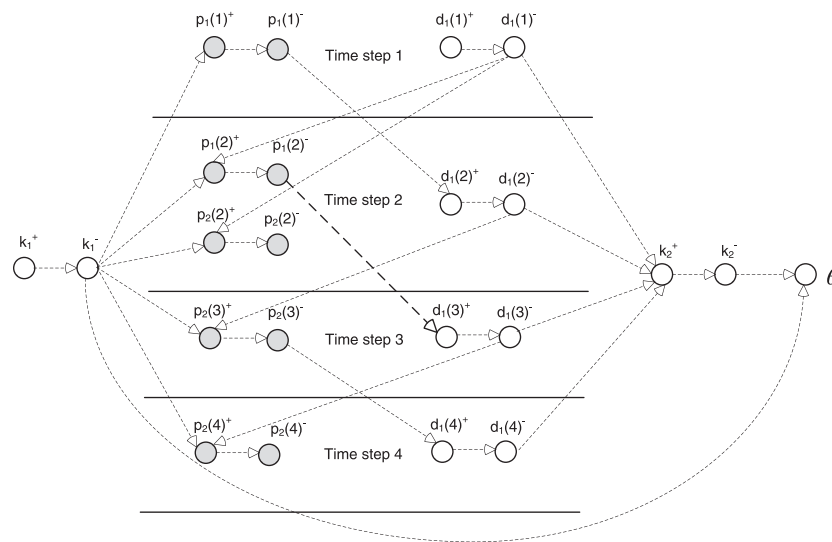 p₁(1)⁺ p₁(1)⁻ d₁(1)⁺ d₁(1)⁻
Time step 1
p₁(2)⁺ p₁(2)⁻
d₁(2)⁺ d₁(2)⁻
Time step 2
p₂(2)⁺ p₂(2)⁻
k₁⁺ k₁⁻ k₂⁺ k₂⁻
p₂(3)⁺ p₂(3)⁻ d₁(3)⁺ d₁(3)⁻
Time step 3
p₂(4)⁺ p₂(4)⁻ d₁(4)⁺ d₁(4)⁻
Time step 4